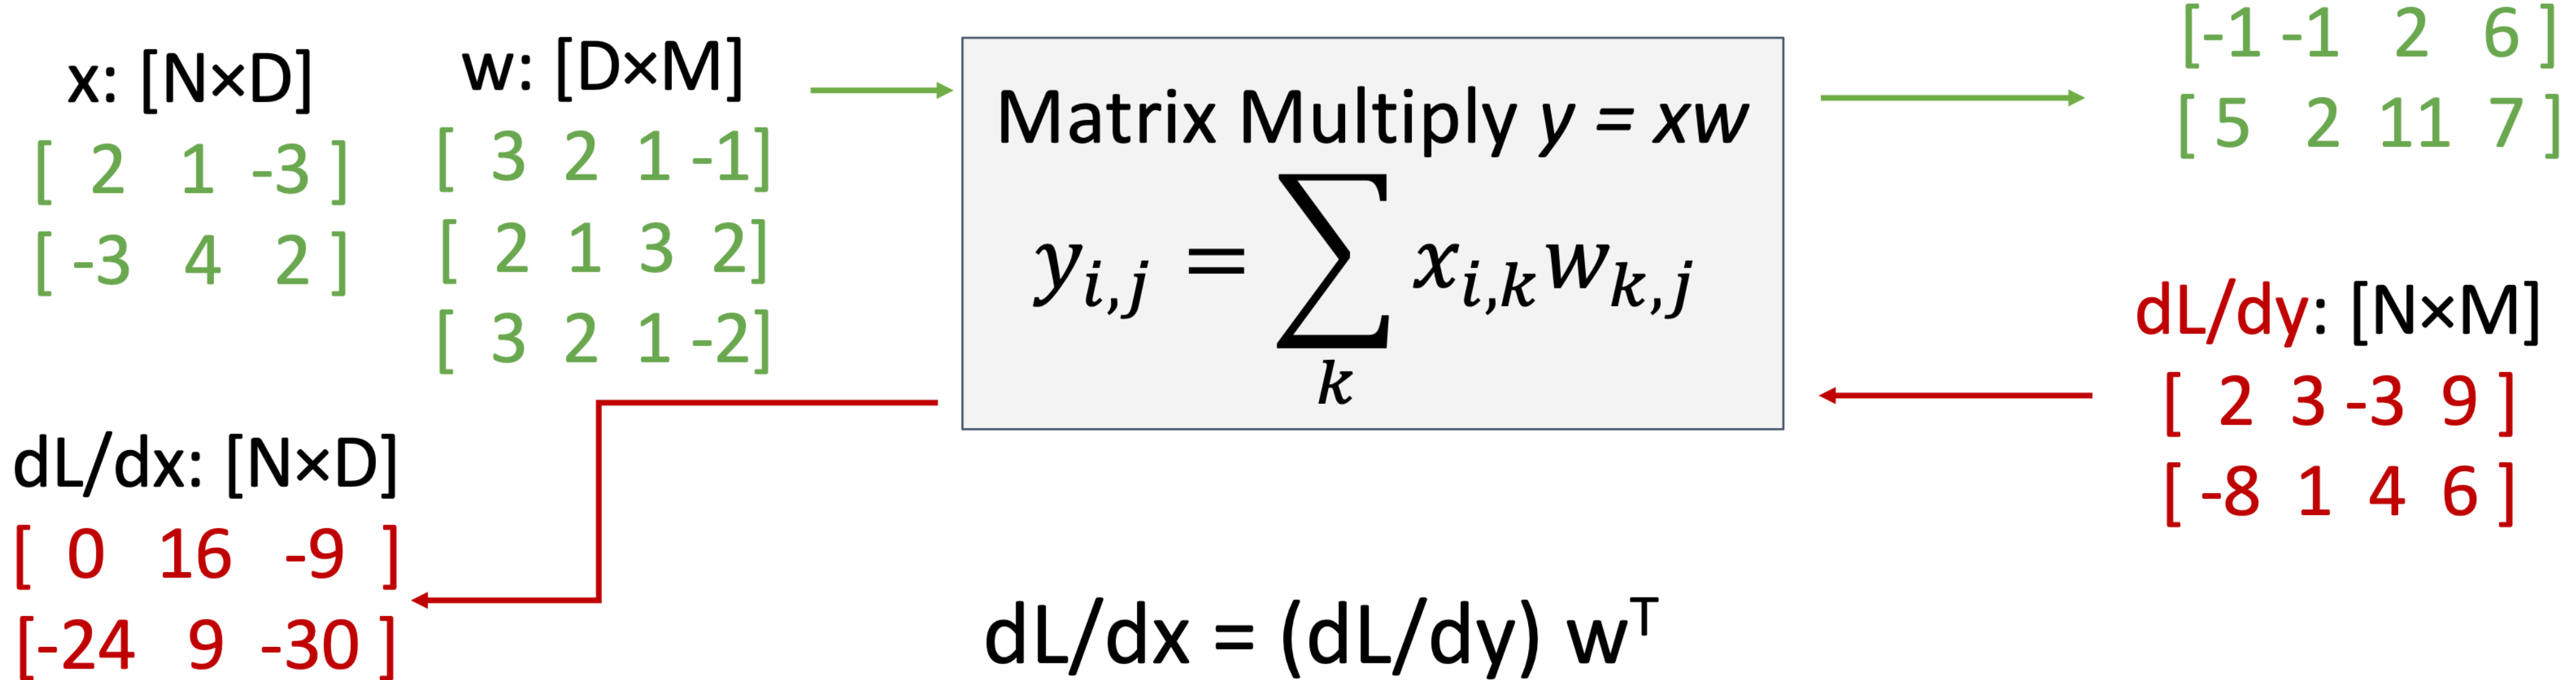 x: [N×D]
[ 2 1 -3 ]
[ -3 4 2 ]
w: [D×M]
[ 3 2 1 -1]
[ 2 1 3 2]
[ 3 2 1 -2]
Matrix Multiply y = xw
y_{i,j} = ∑_k x_{i,k} w_{k,j}
[-1 -1 2 6 ]
[ 5 2 11 7 ]
dL/dy: [N×M]
[ 2 3 -3 9 ]
[ -8 1 4 6 ]
dL/dx: [N×D]
[ 0 16 -9 ]
[-24 9 -30 ]
dL/dx = (dL/dy) wᵀ